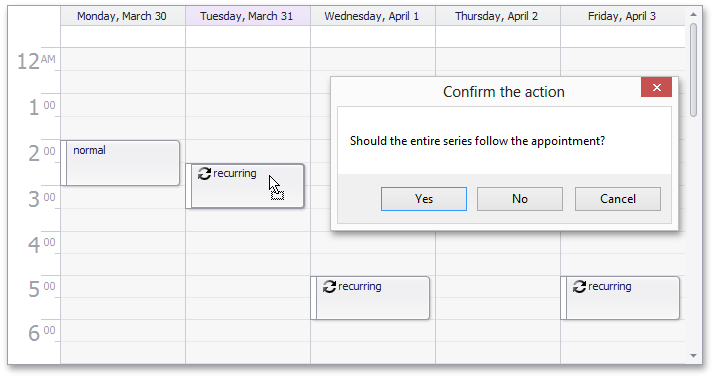 Monday, March 30 Tuesday, March 31 Wednesday, April 1 Thursday, April 2 Friday, April 3
12 AM
Confirm the action
1 00
Should the entire series follow the appointment?
2 00 normal
recurring
3 00 Yes No Cancel
4 00
5 00 recurring recurring
6 00